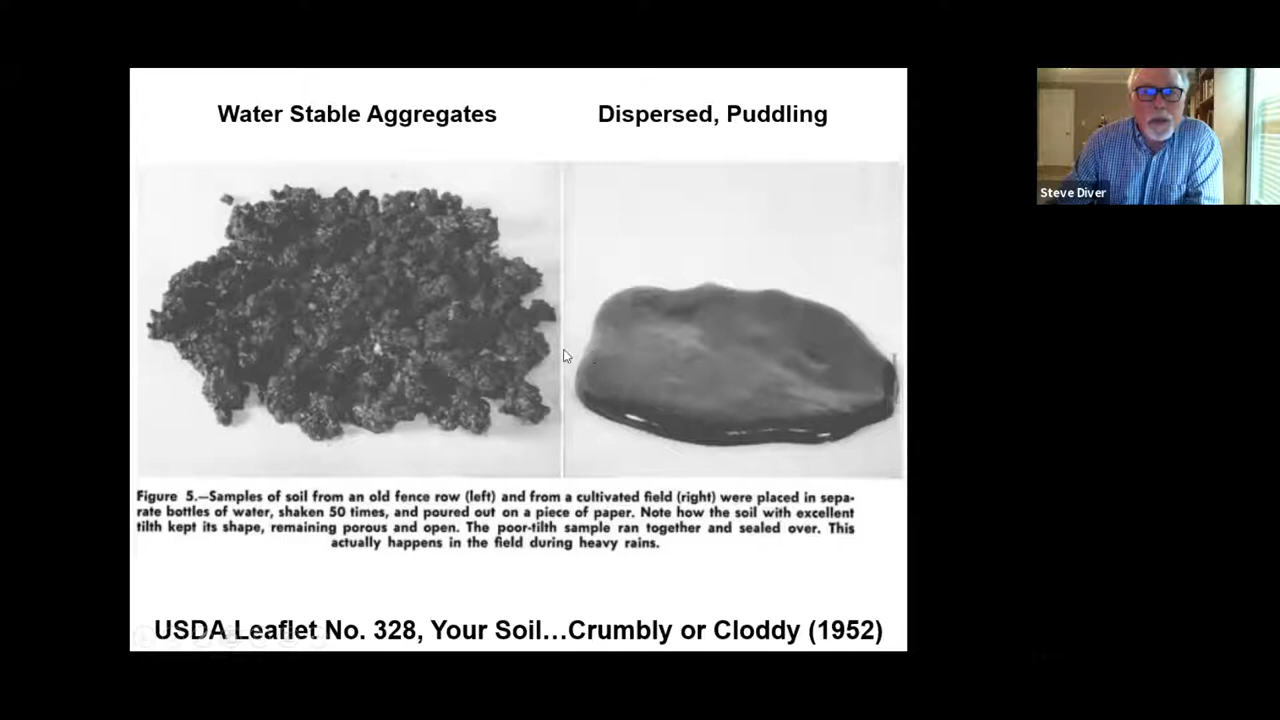 Water Stable Aggregates
Dispersed, Puddling
Steve Diver
Figure 5.—Samples of soil from an old fence row (left) and from a cultivated field (right) were placed in sepa-
rate bottles of water, shaken 50 times, and poured out on a piece of paper. Note how the soil with excellent
tilth kept its shape, remaining porous and open. The poor-tilth sample ran together and sealed over. This
actually happens in the field during heavy rains.
USDA Leaflet No. 328, Your Soil…Crumbly or Cloddy (1952)